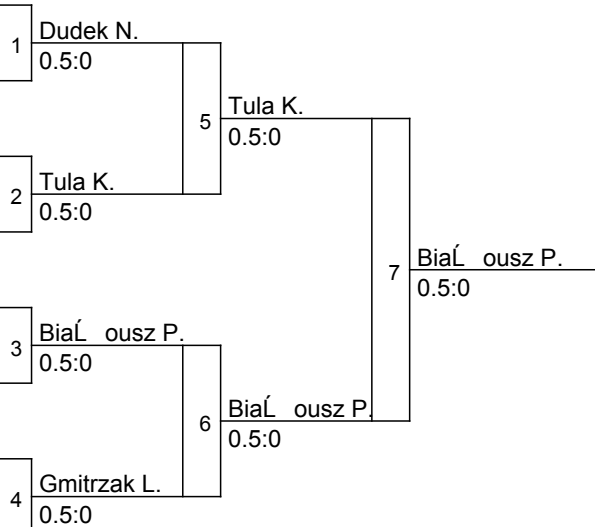 1
Dudek N.
0.5:0
5
Tula K.
0.5:0
2
Tula K.
0.5:0
7
BiaĹ ousz P.
0.5:0
3
BiaĹ ousz P.
0.5:0
6
BiaĹ ousz P.
0.5:0
4
Gmitrzak L.
0.5:0